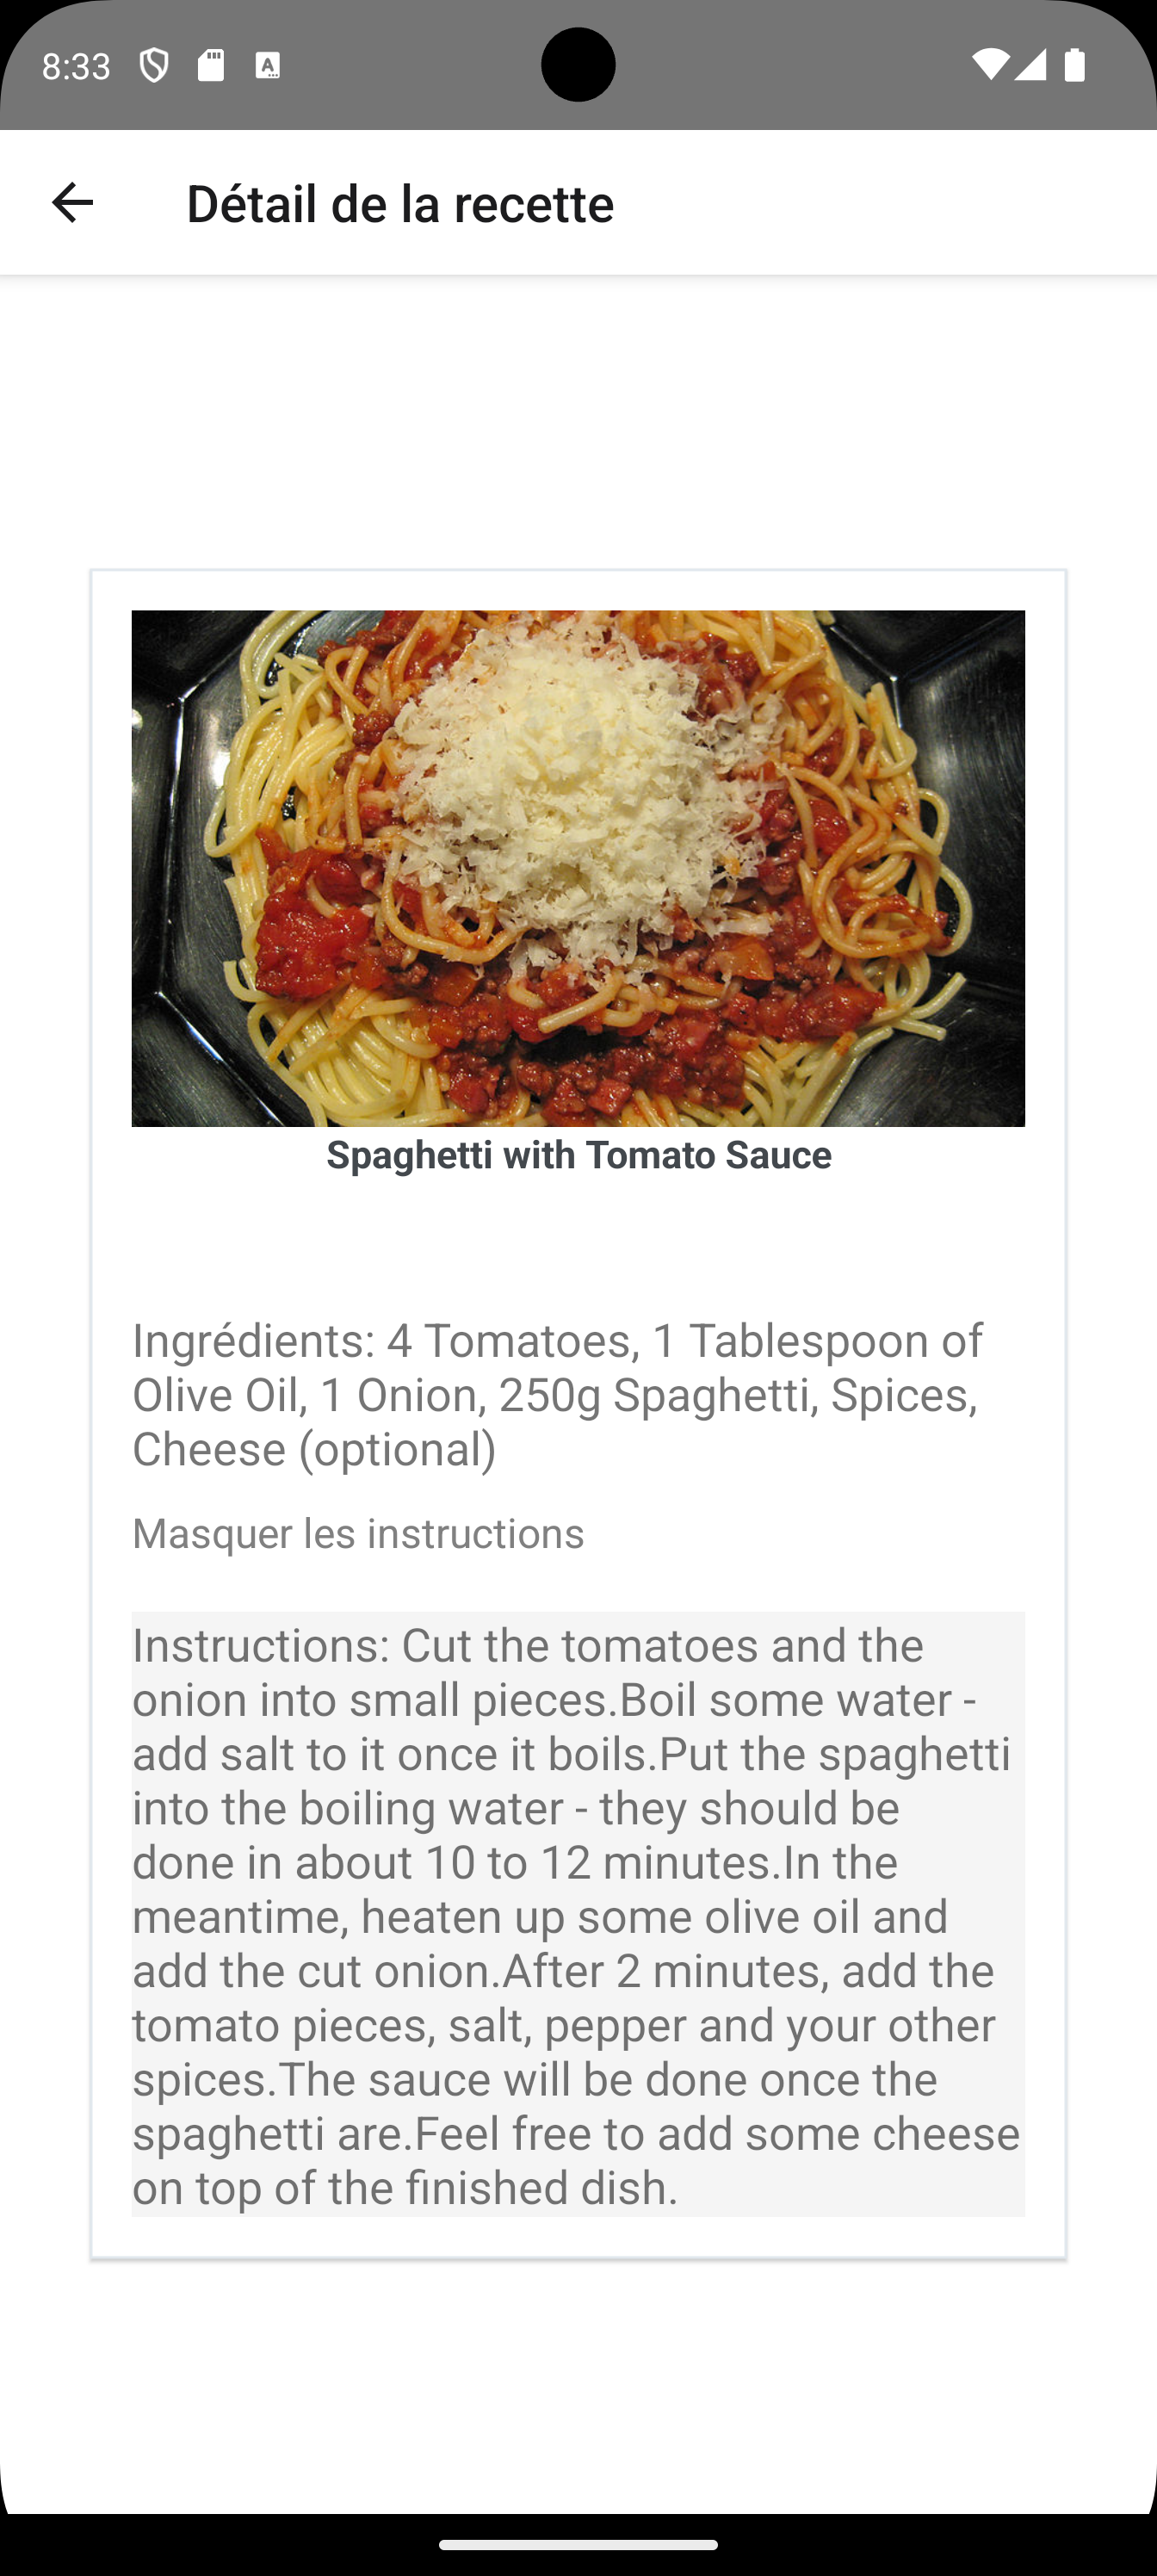 8:33
Détail de la recette
Spaghetti with Tomato Sauce
Ingrédients: 4 Tomatoes, 1 Tablespoon of
Olive Oil, 1 Onion, 250g Spaghetti, Spices,
Cheese (optional)
Masquer les instructions
Instructions: Cut the tomatoes and the
onion into small pieces.Boil some water -
add salt to it once it boils.Put the spaghetti
into the boiling water - they should be
done in about 10 to 12 minutes.In the
meantime, heaten up some olive oil and
add the cut onion.After 2 minutes, add the
tomato pieces, salt, pepper and your other
spices.The sauce will be done once the
spaghetti are.Feel free to add some cheese
on top of the finished dish.